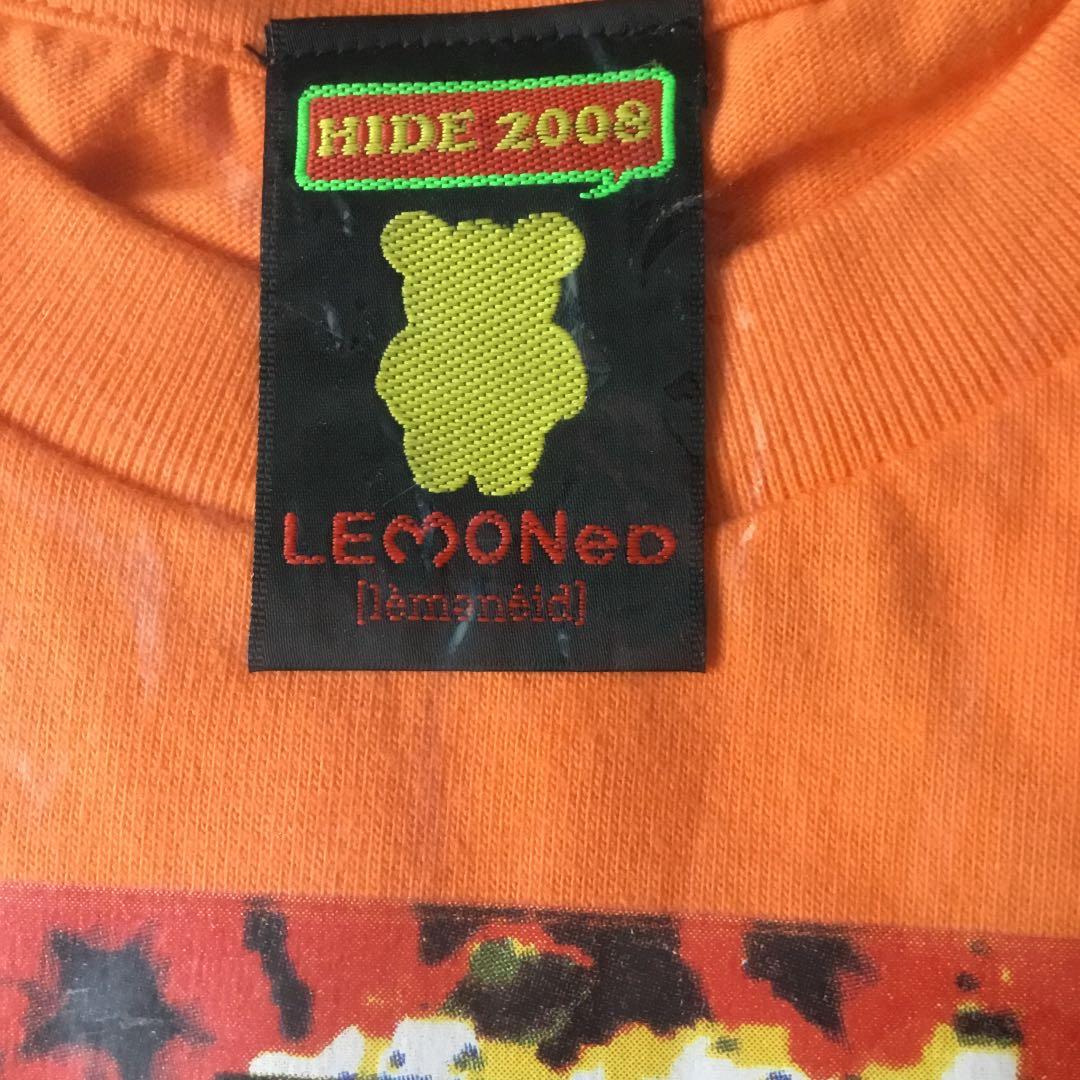 HIDE 2008
LEMONeD
[lèmənéid]